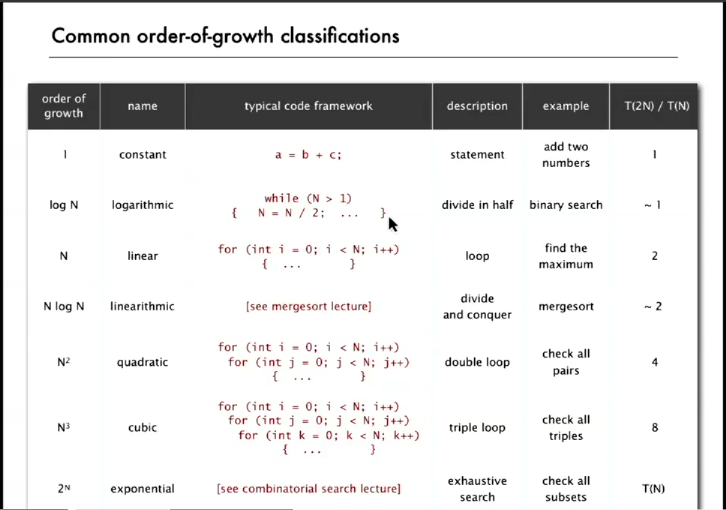 Common order-of-growth classifications
order of growth name typical code framework description example T(2N) / T(N)
1 constant a = b + c; statement add two numbers 1
log N logarithmic while (N > 1) { N = N / 2; ... } divide in half binary search ~ 1
N linear for (int i = 0; i < N; i++) { ... } loop find the maximum 2
N log N linearithmic [see mergesort lecture] divide and conquer mergesort ~ 2
N² quadratic for (int i = 0; i < N; i++) for (int j = 0; j < N; j++) { ... } double loop check all pairs 4
N³ cubic for (int i = 0; i < N; i++) for (int j = 0; j < N; j++) for (int k = 0; k < N; k++) { ... } triple loop check all triples 8
2ᴺ exponential [see combinatorial search lecture] exhaustive search check all subsets T(N)